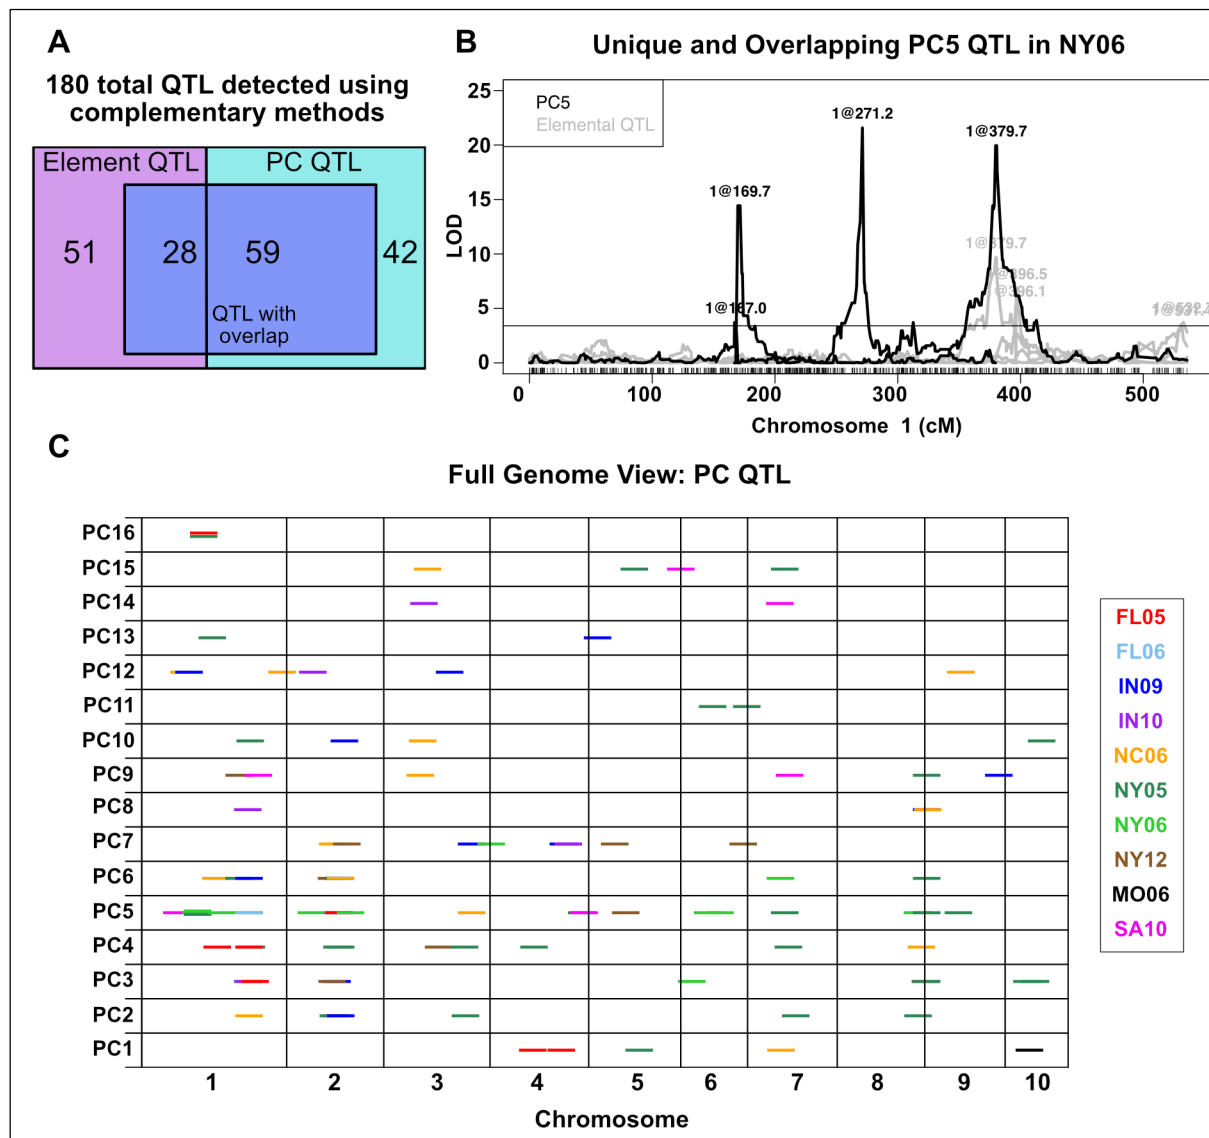 A
180 total QTL detected using
complementary methods
Element QTL
PC QTL
51
28
59
42
QTL with
overlap
B
Unique and Overlapping PC5 QTL in NY06
PC5
Elemental QTL
LOD
25
20
15
10
5
0
1@169.7
1@167.0
1@271.2
1@379.7
1@379.7
0
100
200
300
400
500
Chromosome 1 (cM)
C
Full Genome View: PC QTL
PC16
PC15
PC14
PC13
PC12
PC11
PC10
PC9
PC8
PC7
PC6
PC5
PC4
PC3
PC2
PC1
1
2
3
4
5
6
7
8
9
10
Chromosome
FL05
FL06
IN09
IN10
NC06
NY05
NY06
NY12
MO06
SA10